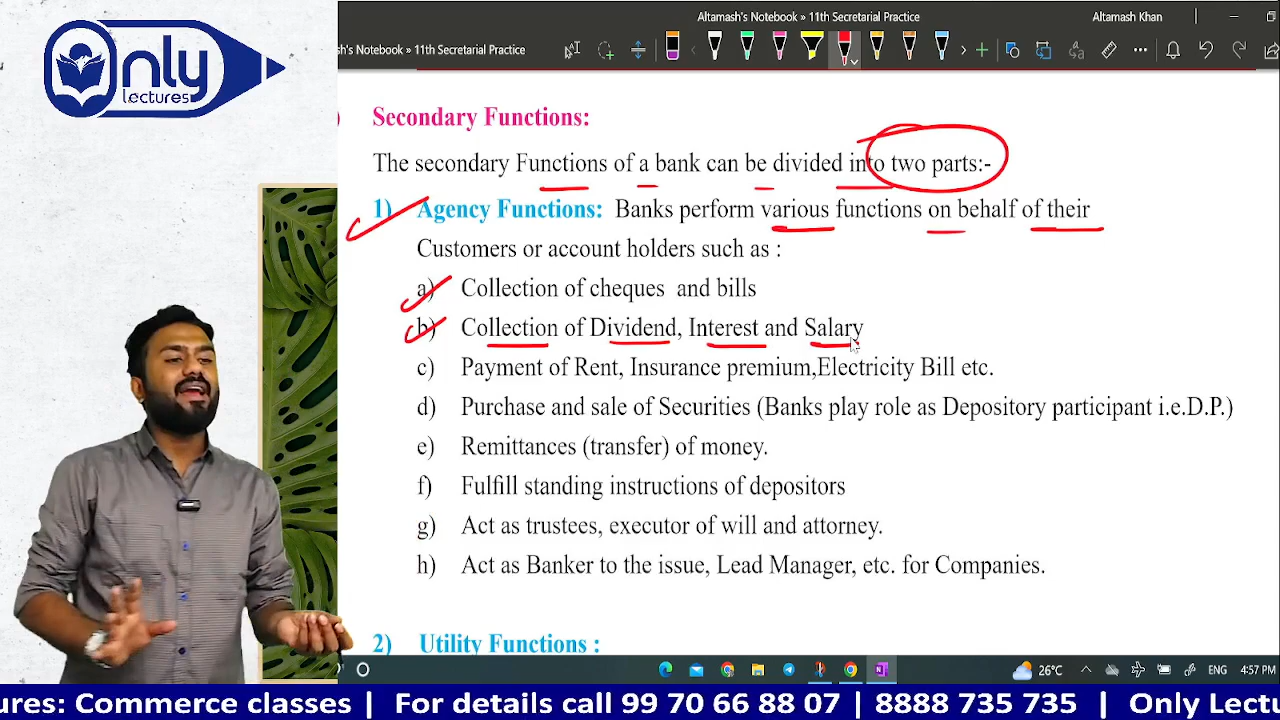 Altamash's Notebook » 11th Secretarial Practice
Altamash Khan
's Notebook » 11th Secretarial Practice
Only
lectures
Secondary Functions:
The secondary Functions of a bank can be divided into two parts:-
1) Agency Functions: Banks perform various functions on behalf of their
Customers or account holders such as :
a) Collection of cheques and bills
b) Collection of Dividend, Interest and Salary
c) Payment of Rent, Insurance premium,Electricity Bill etc.
d) Purchase and sale of Securities (Banks play role as Depository participant i.e.D.P.)
e) Remittances (transfer) of money.
f) Fulfill standing instructions of depositors
g) Act as trustees, executor of will and attorney.
h) Act as Banker to the issue, Lead Manager, etc. for Companies.
2) Utility Functions :
26°C
ENG
4:57 PM
ures: Commerce classes | For details call 99 70 66 88 07 | 8888 735 735 | Only Lectu